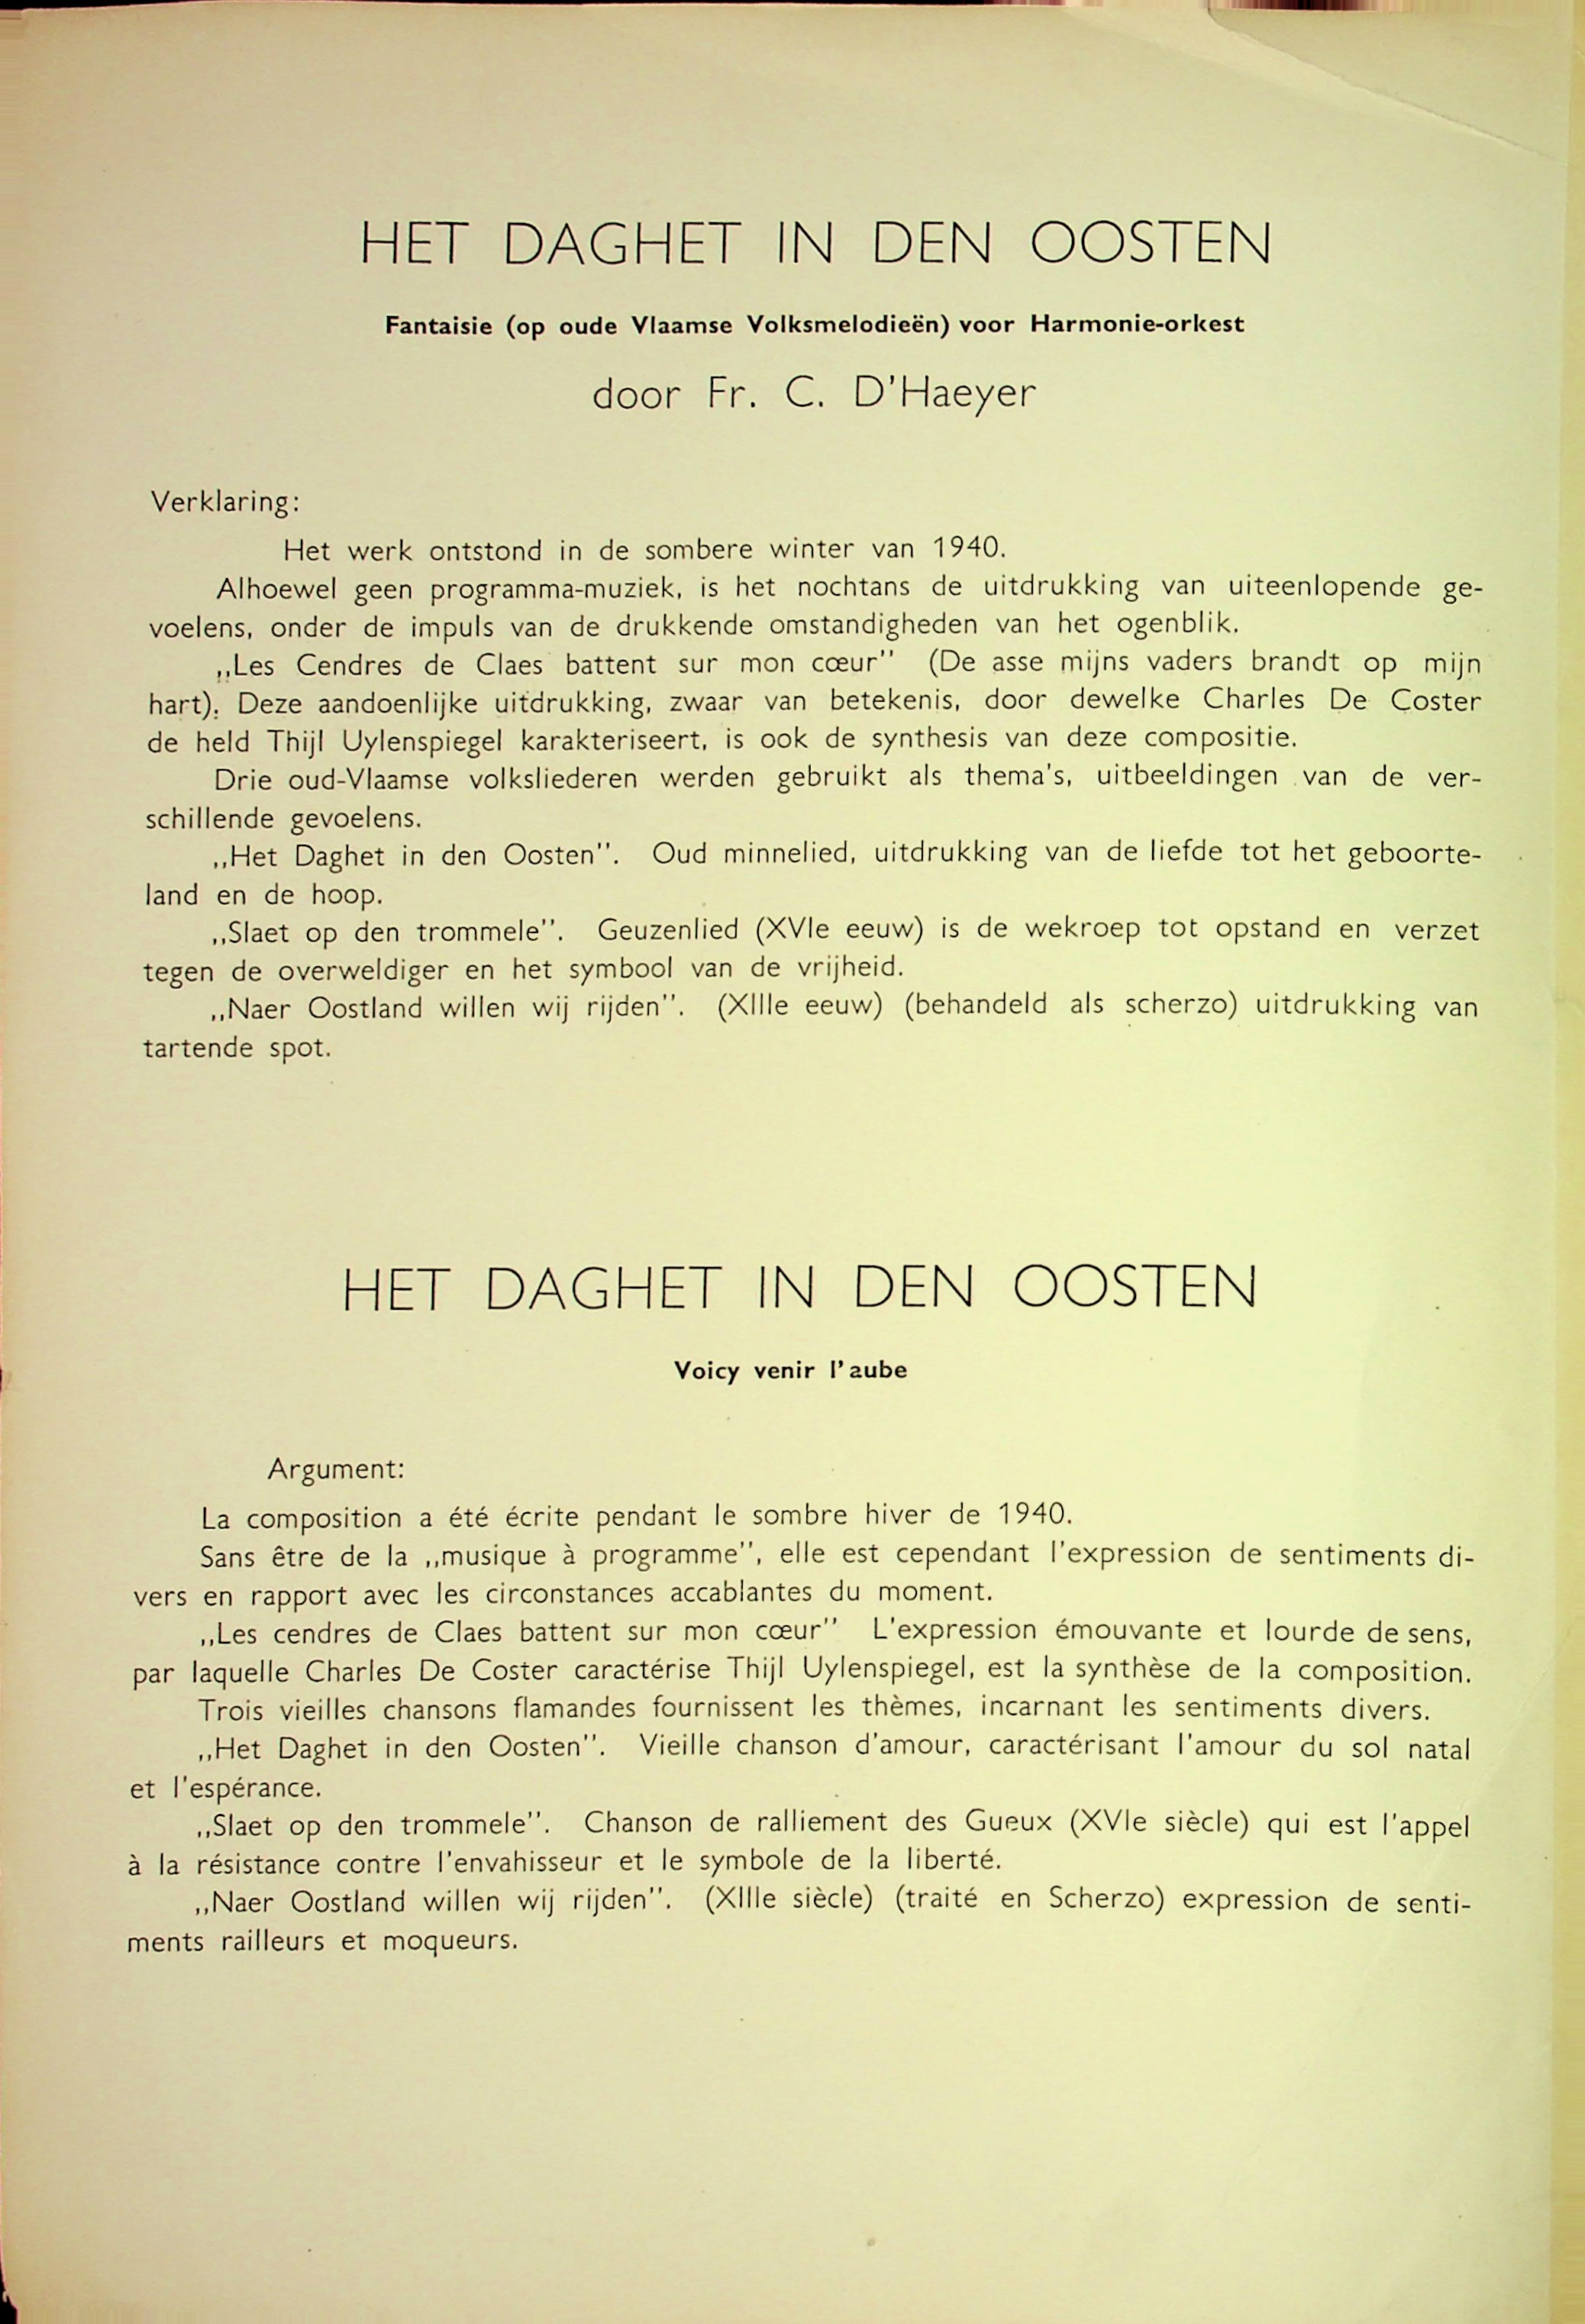 HET DAGHET IN DEN OOSTEN
Fantaisie (op oude Vlaamse Volksmelodieën) voor Harmonie-orkest
door Fr. C. D'Haeyer
Verklaring:
Het werk ontstond in de sombere winter van 1940.
Alhoewel geen programma-muziek, is het nochtans de uitdrukking van uiteenlopende ge-
voelens, onder de impuls van de drukkende omstandigheden van het ogenblik.
,,Les Cendres de Claes battent sur mon cœur'' (De asse mijns vaders brandt op mijn
hart). Deze aandoenlijke uitdrukking, zwaar van betekenis, door dewelke Charles De Coster
de held Thijl Uylenspiegel karakteriseert, is ook de synthesis van deze compositie.
Drie oud-Vlaamse volksliederen werden gebruikt als thema's, uitbeeldingen van de ver-
schillende gevoelens.
,,Het Daghet in den Oosten''. Oud minnelied, uitdrukking van de liefde tot het geboorte-
land en de hoop.
,,Slaet op den trommele''. Geuzenlied (XVIe eeuw) is de wekroep tot opstand en verzet
tegen de overweldiger en het symbool van de vrijheid.
,,Naer Oostland willen wij rijden''. (XIIIe eeuw) (behandeld als scherzo) uitdrukking van
tartende spot.
HET DAGHET IN DEN OOSTEN
Voicy venir l'aube
Argument:
La composition a été écrite pendant le sombre hiver de 1940.
Sans être de la ,,musique à programme'', elle est cependant l'expression de sentiments di-
vers en rapport avec les circonstances accablantes du moment.
,,Les cendres de Claes battent sur mon cœur'' L'expression émouvante et lourde de sens,
par laquelle Charles De Coster caractérise Thijl Uylenspiegel, est la synthèse de la composition.
Trois vieilles chansons flamandes fournissent les thèmes, incarnant les sentiments divers.
,,Het Daghet in den Oosten''. Vieille chanson d'amour, caractérisant l'amour du sol natal
et l'espérance.
,,Slaet op den trommele''. Chanson de ralliement des Gueux (XVIe siècle) qui est l'appel
à la résistance contre l'envahisseur et le symbole de la liberté.
,,Naer Oostland willen wij rijden''. (XIIIe siècle) (traité en Scherzo) expression de senti-
ments railleurs et moqueurs.